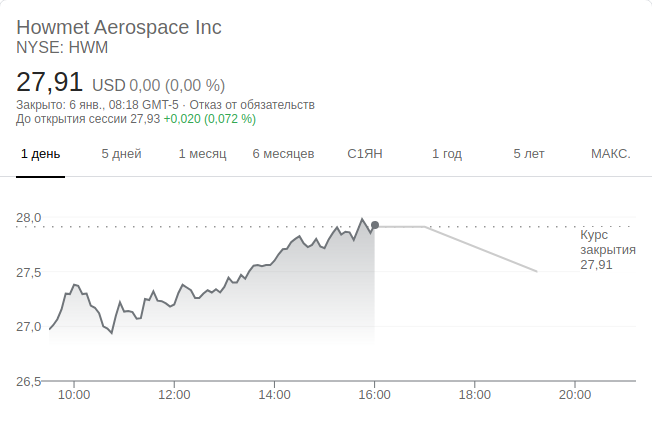 Howmet Aerospace Inc
NYSE: HWM
27,91 USD 0,00 (0,00 %)
Закрыто: 6 янв., 08:18 GMT-5 · Отказ от обязательств
До открытия сессии 27,93 +0,020 (0,072 %)
1 день 5 дней 1 месяц 6 месяцев С1ЯН 1 год 5 лет МАКС.
28,0
Курс
закрытия
27,91
27,5
27,0
26,5
10:00 12:00 14:00 16:00 18:00 20:00